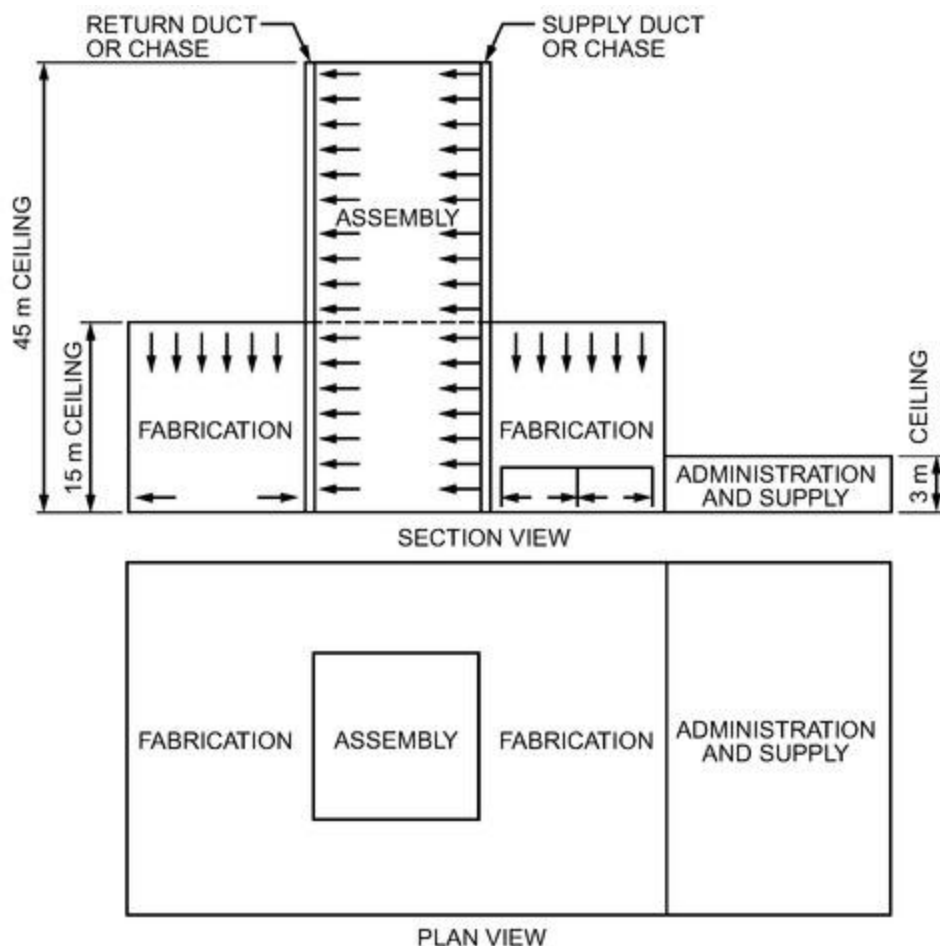 RETURN DUCT
OR CHASE
SUPPLY DUCT
OR CHASE
45 m CEILING
15 m CEILING
ASSEMBLY
FABRICATION
FABRICATION
ADMINISTRATION
AND SUPPLY
3 m CEILING
SECTION VIEW
FABRICATION
ASSEMBLY
FABRICATION
ADMINISTRATION
AND SUPPLY
PLAN VIEW